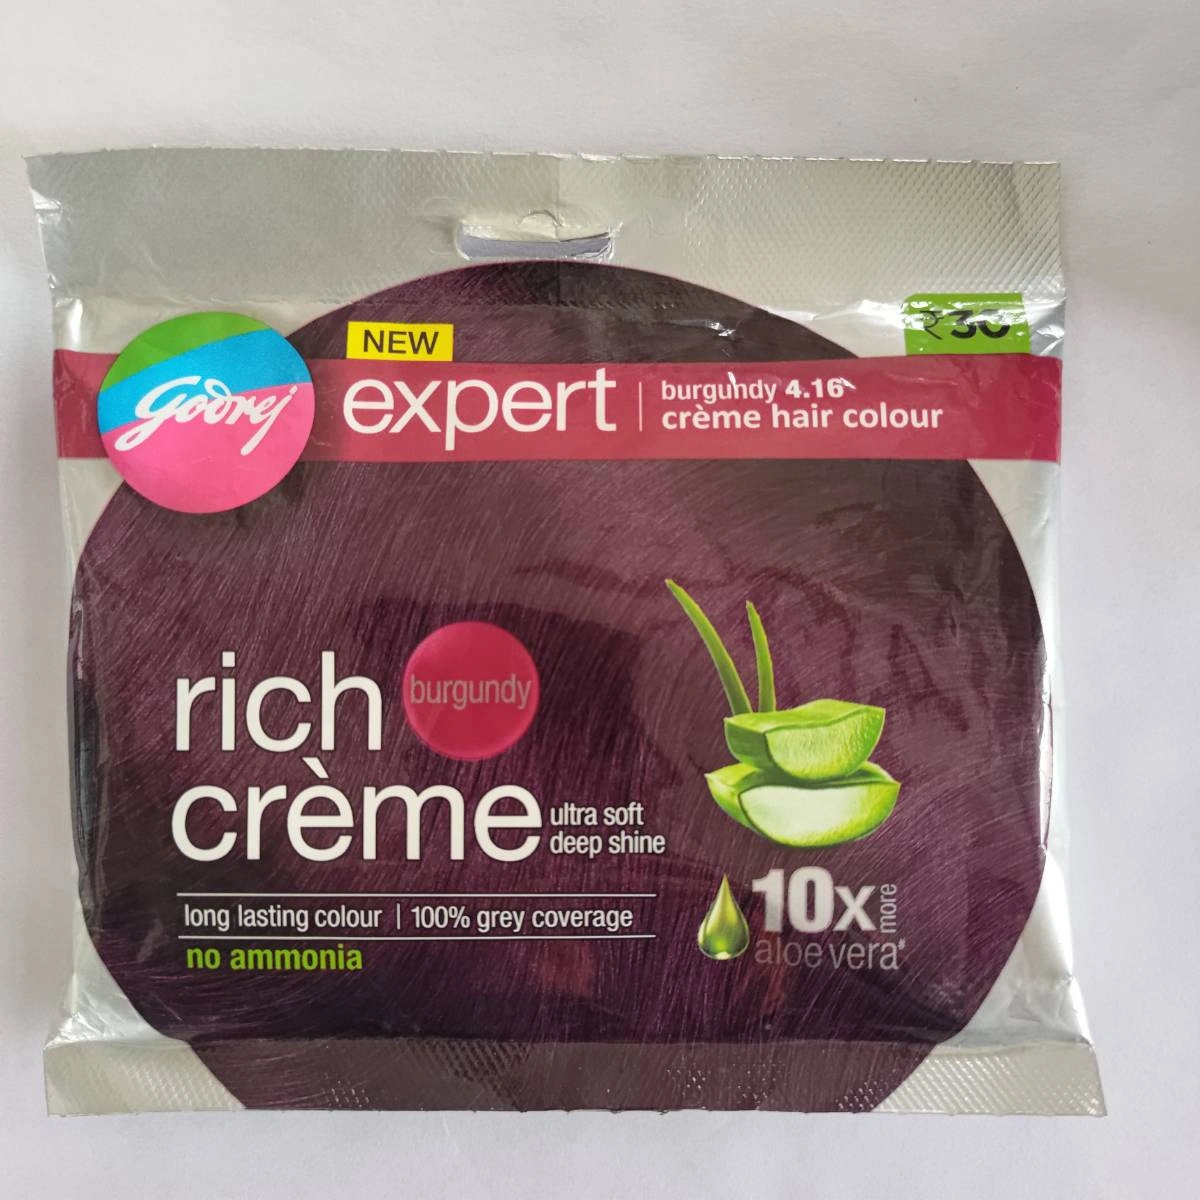 ₹30
NEW
Godrej
expert
burgundy 4.16
crème hair colour
rich
burgundy
crème
ultra soft
deep shine
long lasting colour | 100% grey coverage
no ammonia
10x
more
aloe vera*